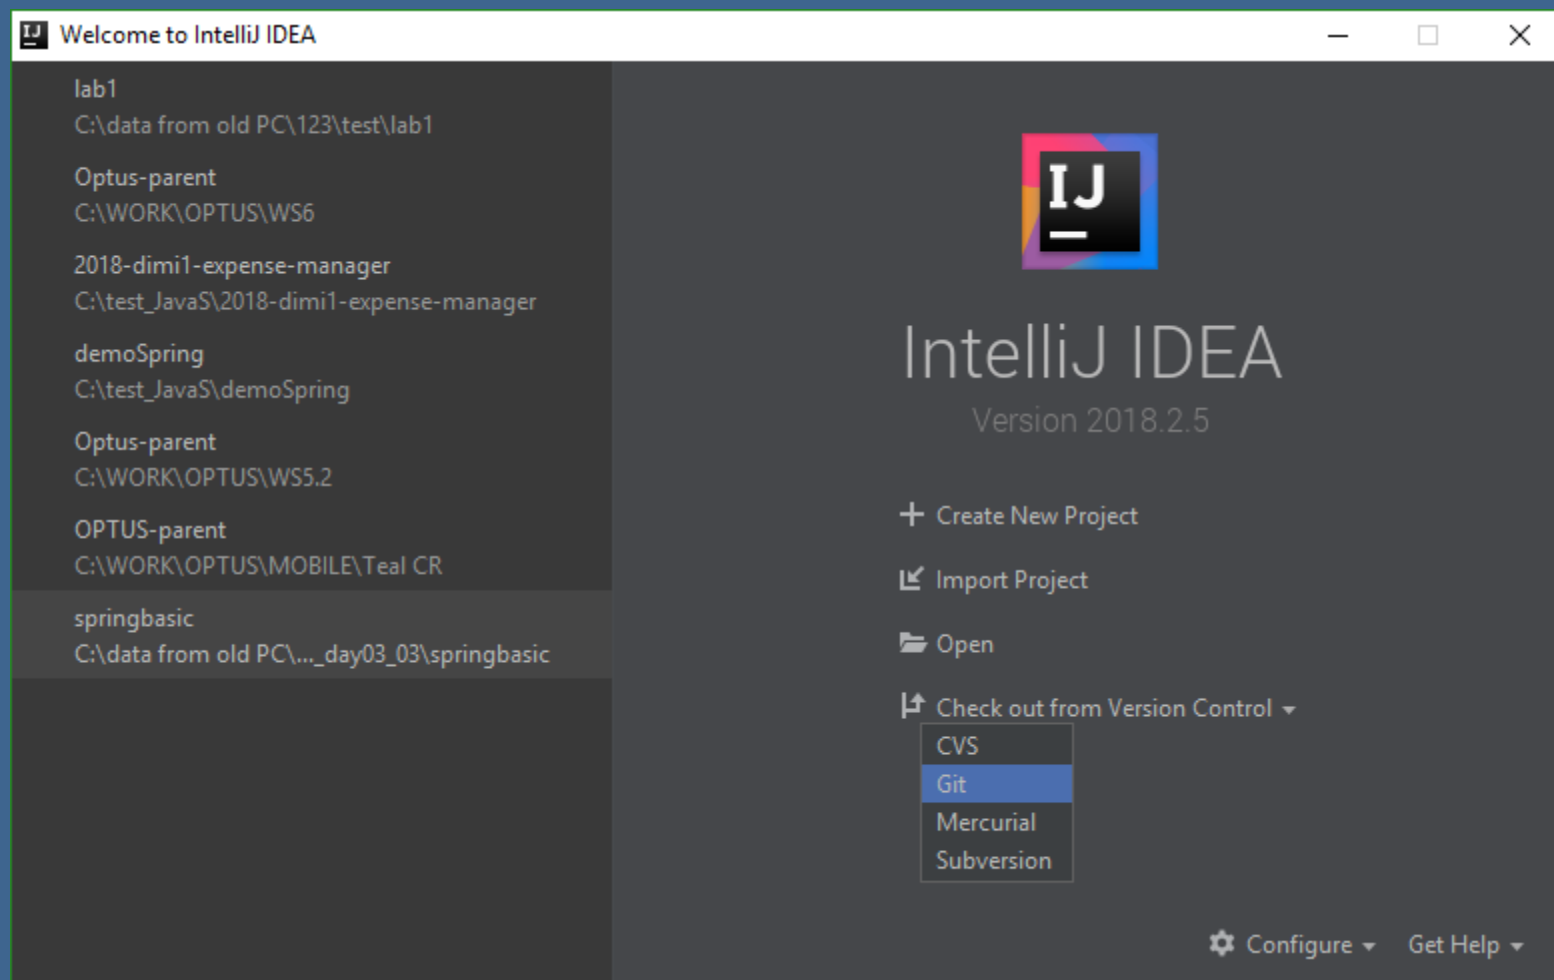 Welcome to IntelliJ IDEA
lab1
C:\data from old PC\123\test\lab1
Optus-parent
C:\WORK\OPTUS\WS6
2018-dimi1-expense-manager
C:\test_JavaS\2018-dimi1-expense-manager
demoSpring
C:\test_JavaS\demoSpring
Optus-parent
C:\WORK\OPTUS\WS5.2
OPTUS-parent
C:\WORK\OPTUS\MOBILE\Teal CR
springbasic
C:\data from old PC\..._day03_03\springbasic
IJ
IntelliJ IDEA
Version 2018.2.5
Create New Project
Import Project
Open
Check out from Version Control
CVS
Git
Mercurial
Subversion
Configure
Get Help